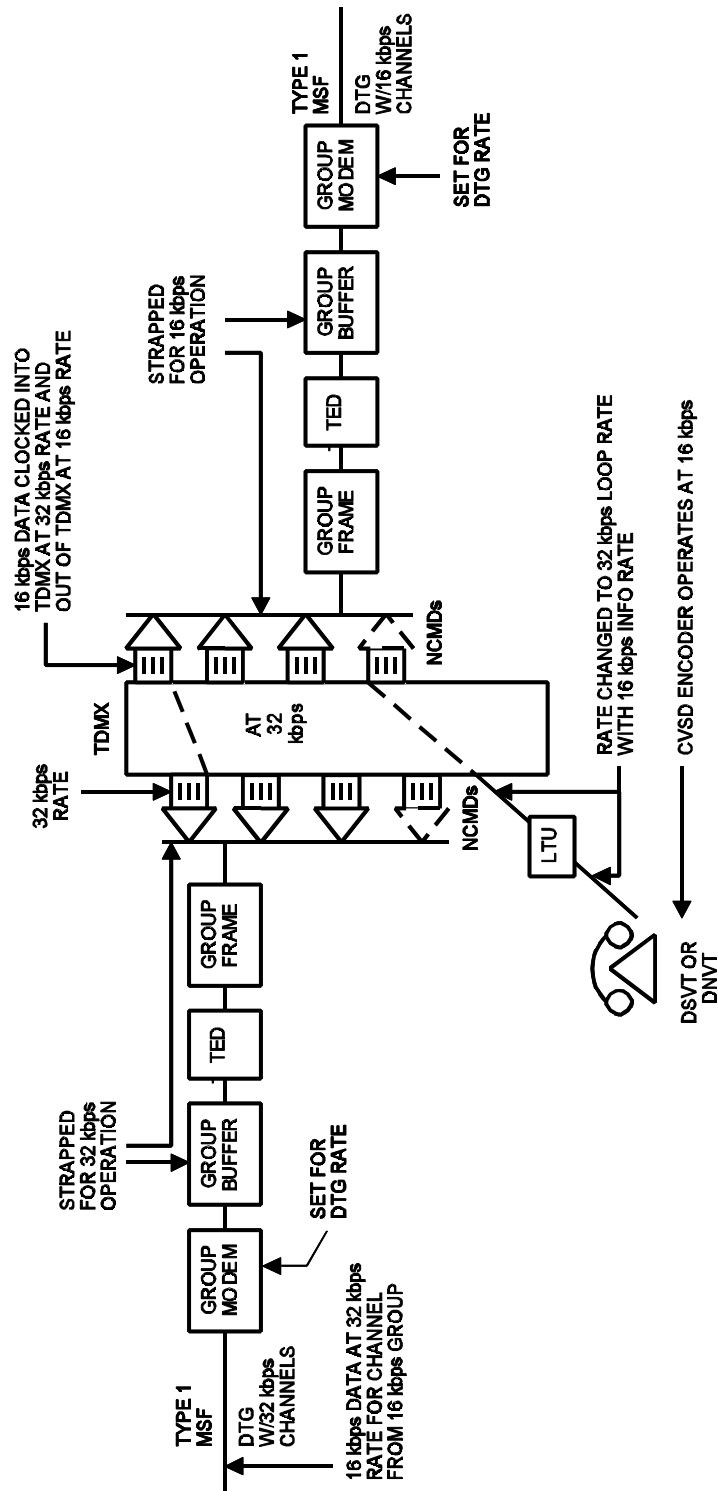 TYPE 1
MSF
DTG
W/32 kbps
CHANNELS
16 kbps DATA AT 32 kbps
RATE FOR CHANNEL
FROM 16 kbps GROUP
GROUP
MODEM
SET FOR
DTG RATE
STRAPPED
FOR 32 kbps
OPERATION
GROUP
BUFFER
TED
GROUP
FRAME
32 kbps
RATE
NCMDs
TDMX
AT
32
kbps
16 kbps DATA CLOCKED INTO
TDMX AT 32 kbps RATE AND
OUT OF TDMX AT 16 kbps RATE
NCMDs
STRAPPED
FOR 16 kbps
OPERATION
GROUP
FRAME
TED
GROUP
BUFFER
GROUP
MODEM
SET FOR
DTG RATE
TYPE 1
MSF
DTG
W/16 kbps
CHANNELS
LTU
DSVT OR
DNVT
RATE CHANGED TO 32 kbps LOOP RATE
WITH 16 kbps INFO RATE
CVSD ENCODER OPERATES AT 16 kbps